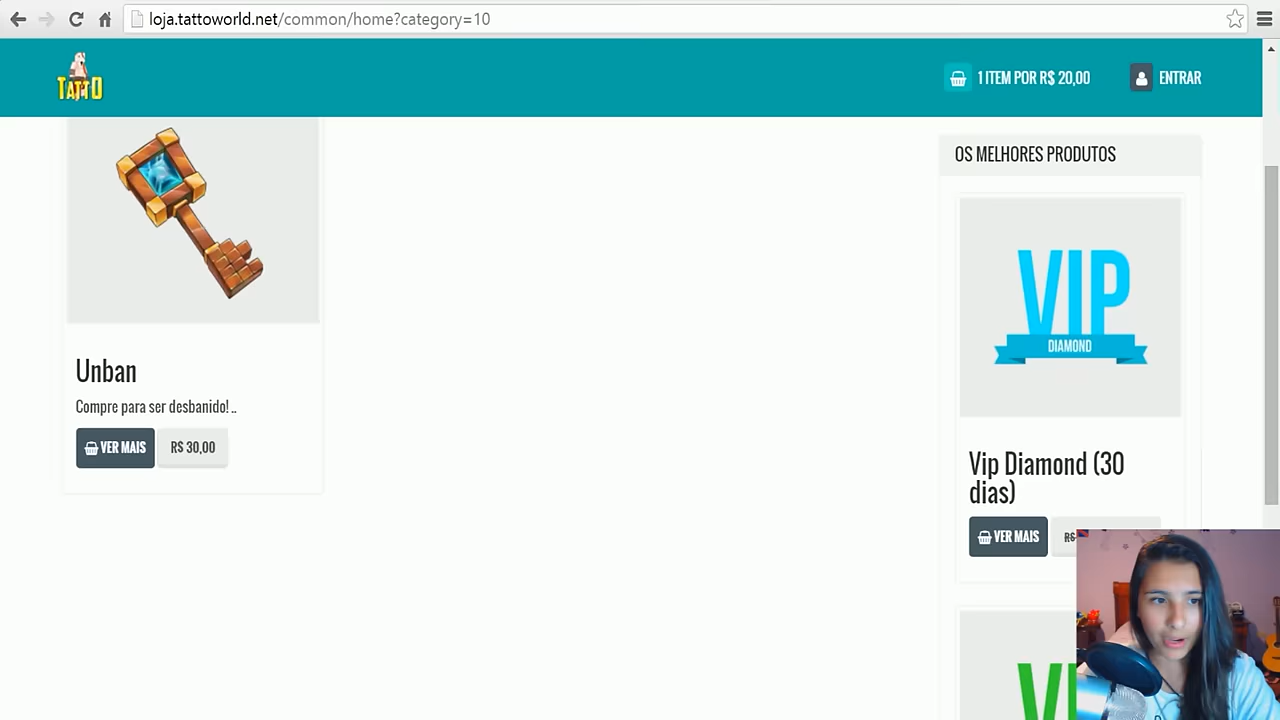 loja.tattoworld.net/common/home?category=10
TATTO
1 ITEM POR R$ 20,00
ENTRAR
OS MELHORES PRODUTOS
VIP
DIAMOND
Unban
Compre para ser desbanido! ..
VER MAIS
R$ 30,00
Vip Diamond (30
dias)
VER MAIS
R$